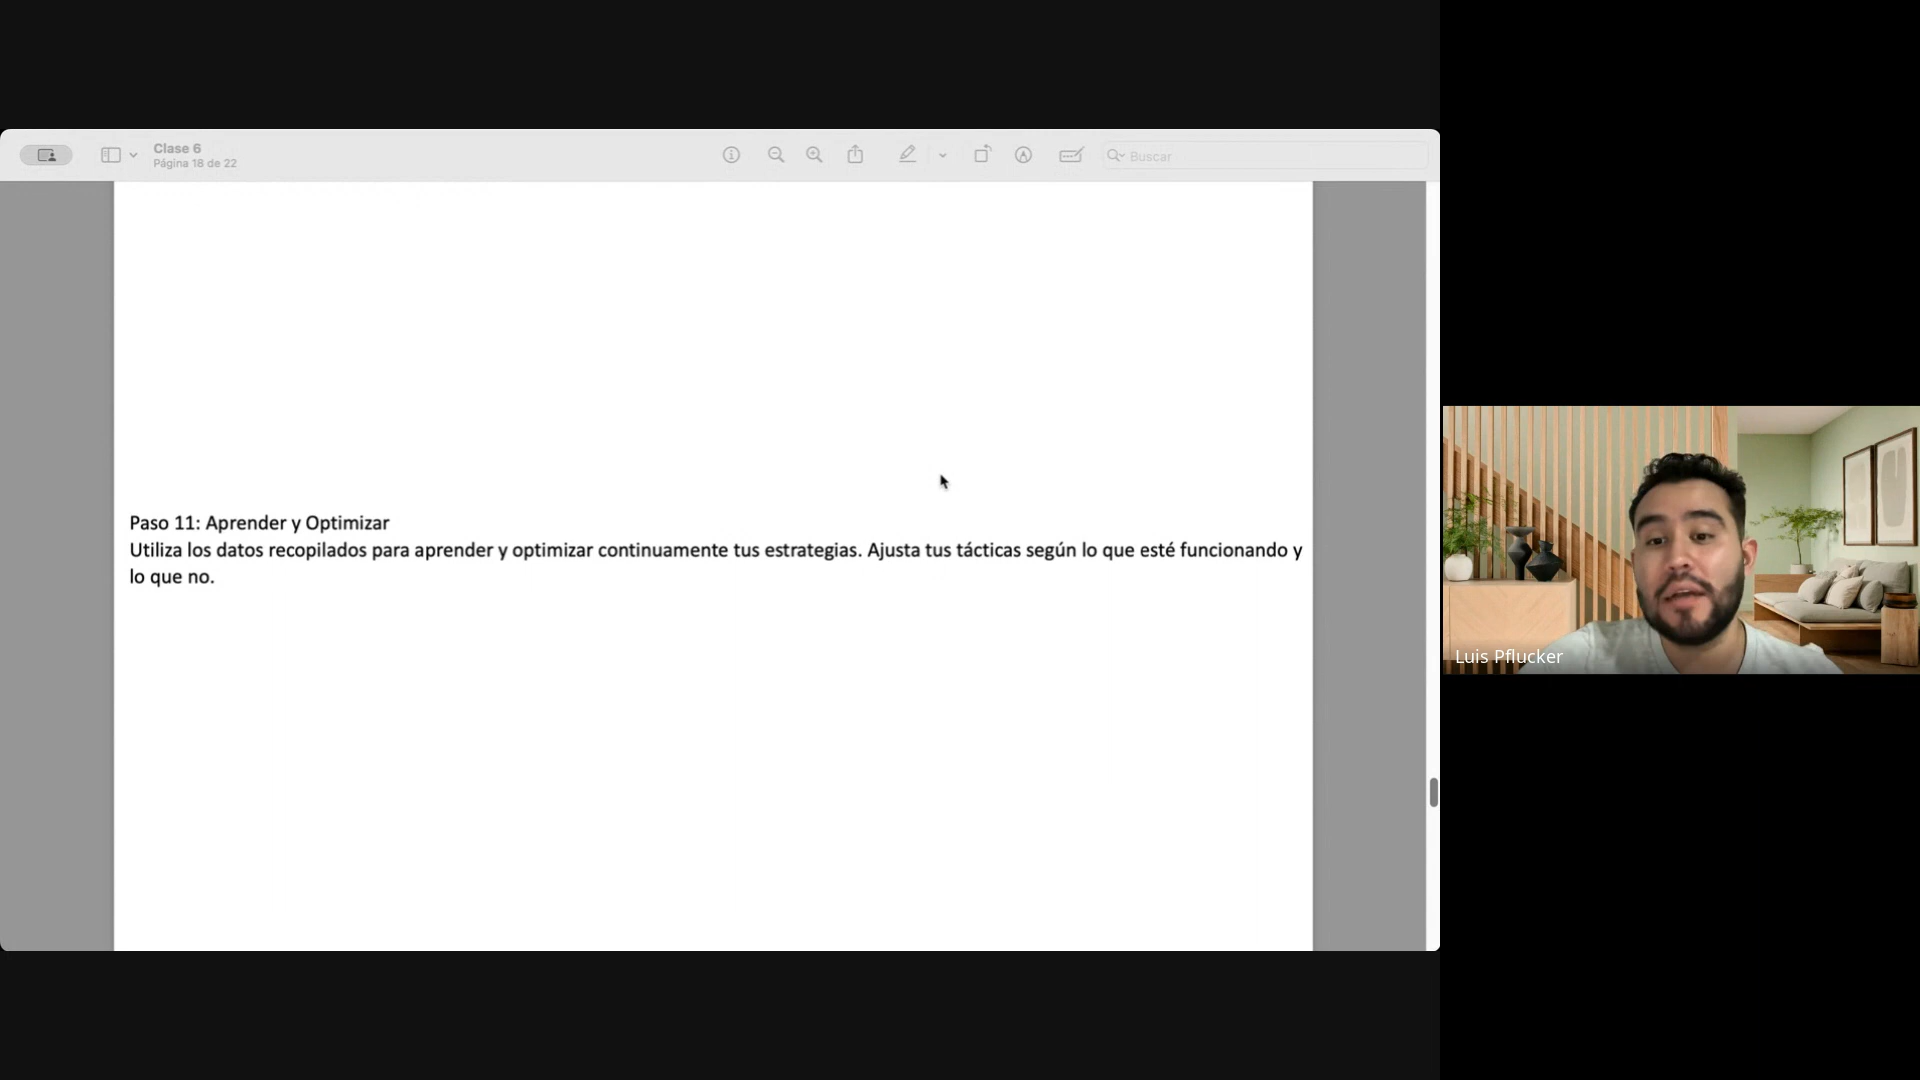 Clase 6
Página 18 de 22
Buscar
Paso 11: Aprender y Optimizar
Utiliza los datos recopilados para aprender y optimizar continuamente tus estrategias. Ajusta tus tácticas según lo que esté funcionando y
lo que no.
Luis Pflucker